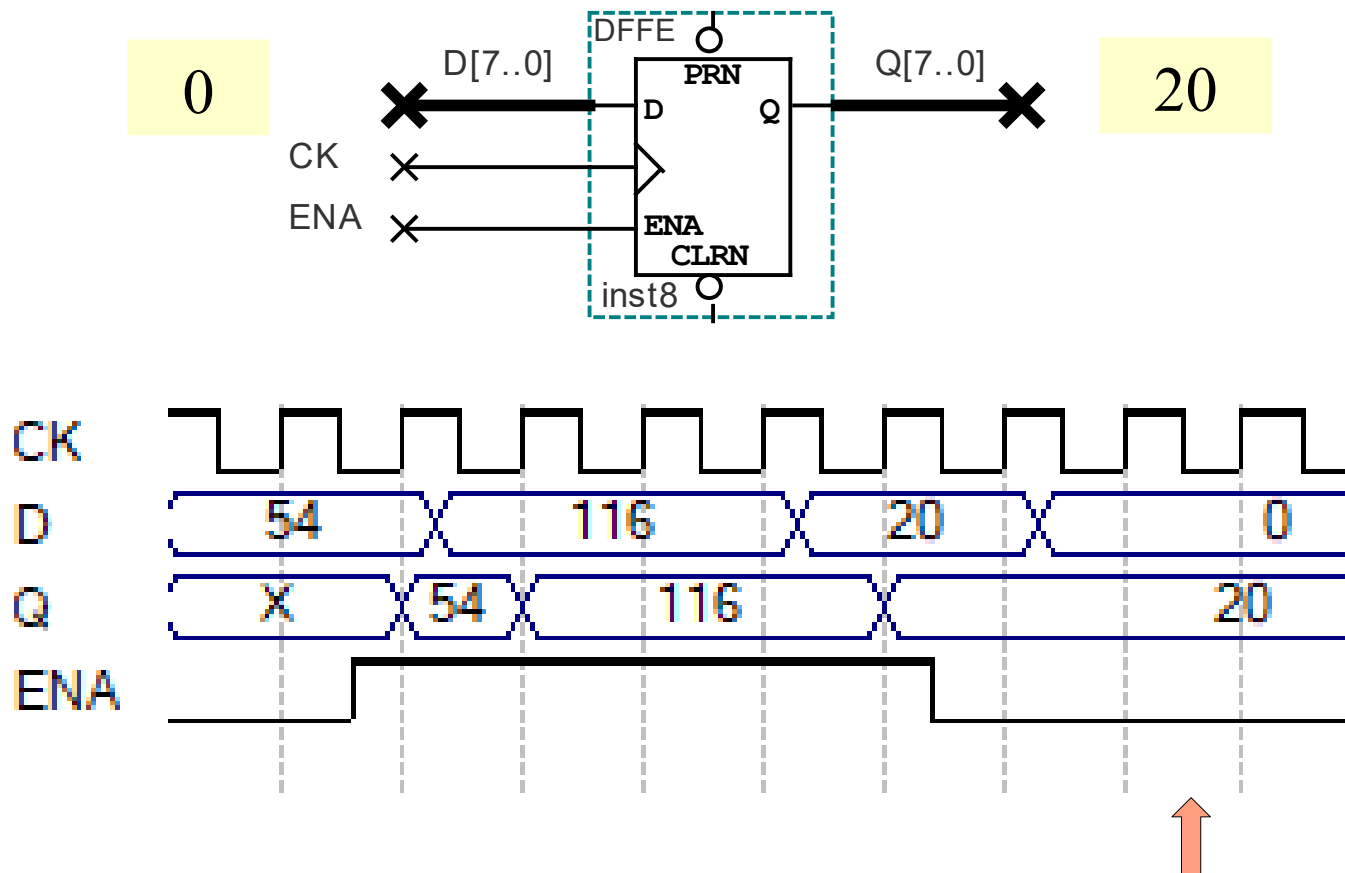 DFFE
0
D[7..0]
PRN
Q[7..0]
20
D
Q
CK
ENA
ENA
CLRN
inst8
CK
D
54
116
20
0
Q
X
54
116
20
ENA